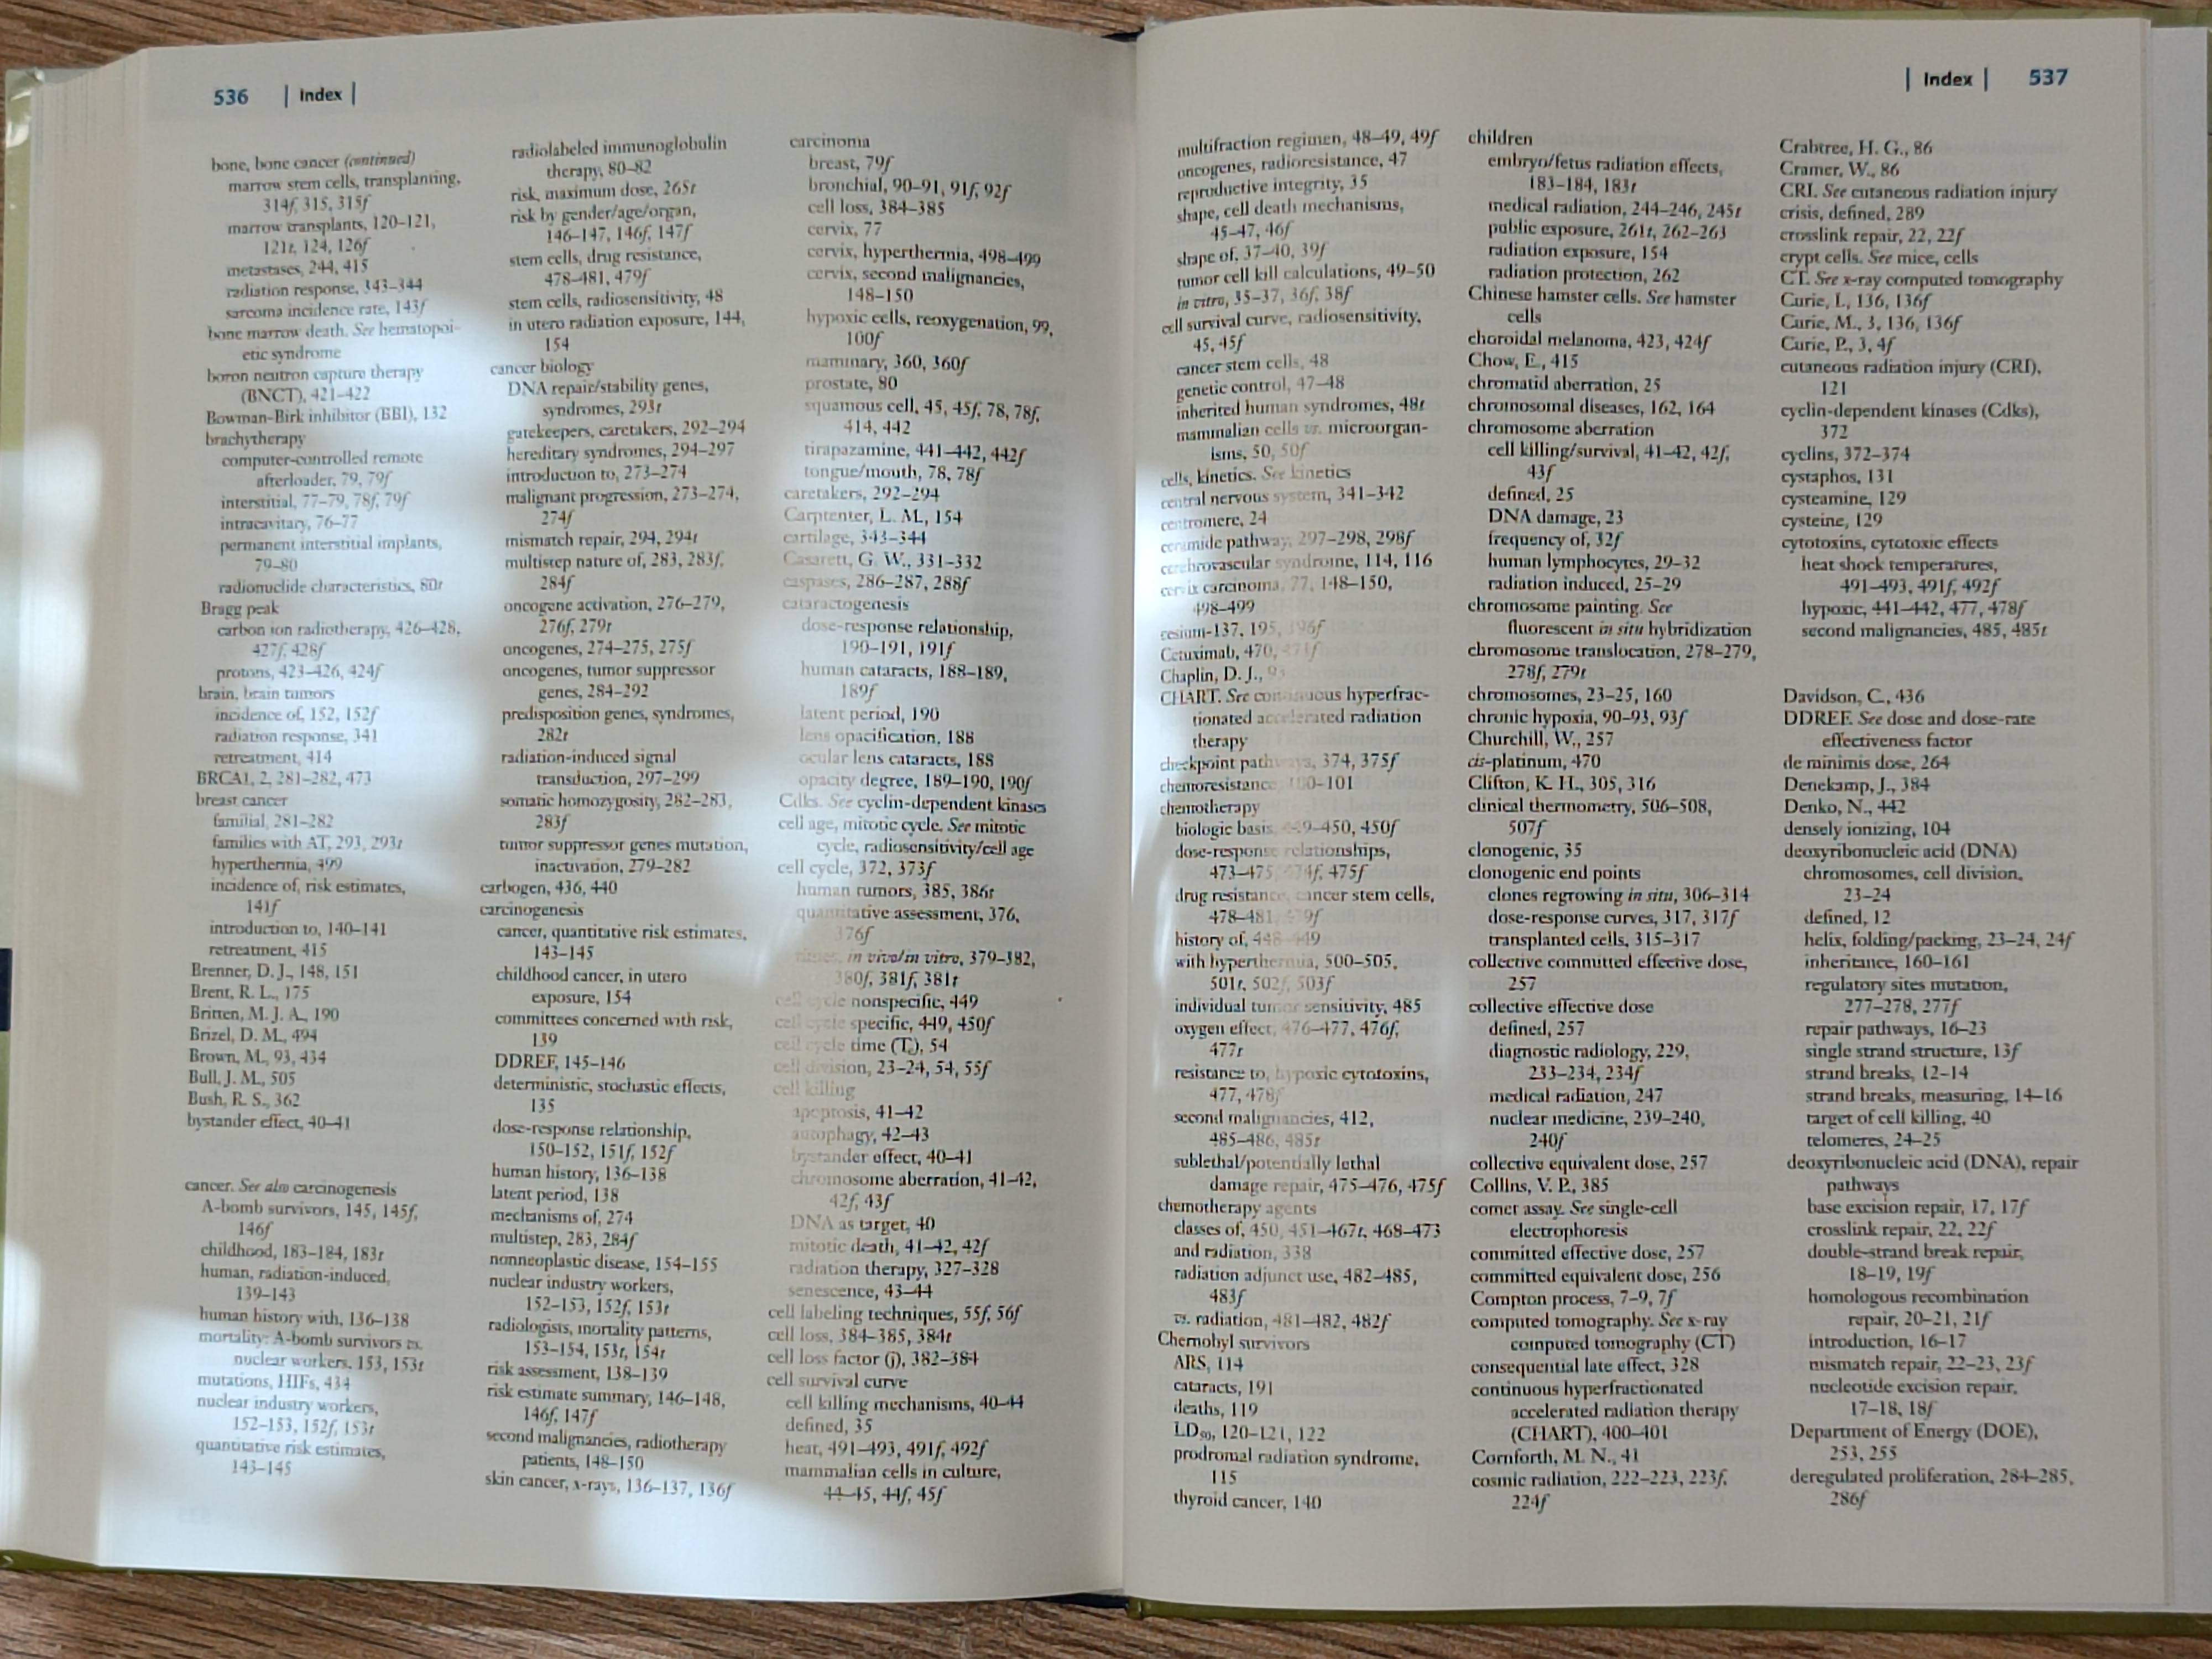 536 | Index |
bone, bone cancer (continued)
marrow stem cells, transplanting,
314f, 315, 315f
marrow transplants, 120–121,
121t, 124, 126f
metastases, 244, 415
radiation response, 343–344
sarcoma incidence rate, 143f
bone marrow death. See hematopoi-
etic syndrome
boron neutron capture therapy
(BNCT), 421–422
Bowman-Birk inhibitor (BBI), 132
brachytherapy
computer-controlled remote
afterloader, 79, 79f
interstitial, 77–79, 78f, 79f
intracavitary, 76–77
permanent interstitial implants,
79–80
radionuclide characteristics, 80t
Bragg peak
carbon ion radiotherapy, 426–428,
427f, 428f
protons, 423–426, 424f
brain, brain tumors
incidence of, 152, 152f
radiation response, 341
retreatment, 414
BRCA1, 2, 281–282, 473
breast cancer
familial, 281–282
families with AT, 293, 293t
hyperthermia, 499
incidence of, risk estimates,
141f
introduction to, 140–141
retreatment, 415
Brenner, D. J., 148, 151
Brent, R. L., 175
Britten, M. J. A., 190
Brizel, D. M., 494
Brown, M., 93, 434
Bull, J. M., 505
Bush, R. S., 362
bystander effect, 40–41
cancer. See also carcinogenesis
A-bomb survivors, 145, 145f,
146f
childhood, 183–184, 183t
human, radiation-induced,
139–143
human history with, 136–138
mortality: A-bomb survivors vs.
nuclear workers, 153, 153t
mutations, HIFs, 434
nuclear industry workers,
152–153, 152f, 153t
quantitative risk estimates,
143–145
radiolabeled immunoglobulin
therapy, 80–82
risk, maximum dose, 265t
risk by gender/age/organ,
146–147, 146f, 147f
stem cells, drug resistance,
478–481, 479f
stem cells, radiosensitivity, 48
in utero radiation exposure, 144,
154
cancer biology
DNA repair/stability genes,
syndromes, 293t
gatekeepers, caretakers, 292–294
hereditary syndromes, 294–297
introduction to, 273–274
malignant progression, 273–274,
274f
mismatch repair, 294, 294t
multistep nature of, 283, 283f,
284f
oncogene activation, 276–279,
276f, 279t
oncogenes, 274–275, 275f
oncogenes, tumor suppressor
genes, 284–292
predisposition genes, syndromes,
282t
radiation-induced signal
transduction, 297–299
somatic homozygosity, 282–283,
283f
tumor suppressor genes mutation,
inactivation, 279–282
carbogen, 436, 440
carcinogenesis
cancer, quantitative risk estimates,
143–145
childhood cancer, in utero
exposure, 154
committees concerned with risk,
139
DDREF, 145–146
deterministic, stochastic effects,
135
dose-response relationship,
150–152, 151f, 152f
human history, 136–138
latent period, 138
mechanisms of, 274
multistep, 283, 284f
nonneoplastic disease, 154–155
nuclear industry workers,
152–153, 152f, 153t
radiologists, mortality patterns,
153–154, 153t, 154t
risk assessment, 138–139
risk estimate summary, 146–148,
146f, 147f
second malignancies, radiotherapy
patients, 148–150
skin cancer, x-rays, 136–137, 136f
carcinoma
breast, 79f
bronchial, 90–91, 91f, 92f
cell loss, 384–385
cervix, 77
cervix, hyperthermia, 498–499
cervix, second malignancies,
148–150
hypoxic cells, reoxygenation, 99,
100f
mammary, 360, 360f
prostate, 80
squamous cell, 45, 45f, 78, 78f,
414, 442
tirapazamine, 441–442, 442f
tongue/mouth, 78, 78f
caretakers, 292–294
Carptenter, L. M., 154
cartilage, 343–344
Casarett, G. W., 331–332
caspases, 286–287, 288f
cataractogenesis
dose-response relationship,
190–191, 191f
human cataracts, 188–189,
189f
latent period, 190
lens opacification, 188
ocular lens cataracts, 188
opacity degree, 189–190, 190f
Cdks. See cyclin-dependent kinases
cell age, mitotic cycle. See mitotic
cycle, radiosensitivity/cell age
cell cycle, 372, 373f
human tumors, 385, 386t
quantitative assessment, 376,
376f
times, in vivo/in vitro, 379–382,
380f, 381f, 381t
cell cycle nonspecific, 449
cell cycle specific, 449, 450f
cell cycle time (T), 54
cell division, 23–24, 54, 55f
cell killing
apoptosis, 41–42
autophagy, 42–43
bystander effect, 40–41
chromosome aberration, 41–42,
42f, 43f
DNA as target, 40
mitotic death, 41–42, 42f
radiation therapy, 327–328
senescence, 43–44
cell labeling techniques, 55f, 56f
cell loss, 384–385, 384t
cell loss factor (j), 382–384
cell survival curve
cell killing mechanisms, 40–44
defined, 35
heat, 491–493, 491f, 492f
mammalian cells in culture,
44–45, 44f, 45f
| Index | 537
multifraction regimen, 48–49, 49f
oncogenes, radioresistance, 47
reproductive integrity, 35
shape, cell death mechanisms,
45–47, 46f
shape of, 37–40, 39f
tumor cell kill calculations, 49–50
in vitro, 35–37, 36f, 38f
cell survival curve, radiosensitivity,
45, 45f
cancer stem cells, 48
genetic control, 47–48
inherited human syndromes, 48t
mammalian cells vs. microorgan-
isms, 50, 50f
cells, kinetics. See kinetics
central nervous system, 341–342
centromere, 24
ceramide pathway, 297–298, 298f
cerebrovascular syndrome, 114, 116
cervix carcinoma, 77, 148–150,
498–499
cesium-137, 195, 196f
Cetuximab, 470, 471f
Chaplin, D. J., 93
CHART. See continuous hyperfrac-
tionated accelerated radiation
therapy
checkpoint pathways, 374, 375f
chemoresistance, 100–101
chemotherapy
biologic basis, 449–450, 450f
dose-response relationships,
473–475, 474f, 475f
drug resistance, cancer stem cells,
478–481, 479f
history of, 448–449
with hyperthermia, 500–505,
501t, 502f, 503f
individual tumor sensitivity, 485
oxygen effect, 476–477, 476f,
477t
resistance to, hypoxic cytotoxins,
477, 478f
second malignancies, 412,
485–486, 485t
sublethal/potentially lethal
damage repair, 475–476, 475f
chemotherapy agents
classes of, 450, 451–467t, 468–473
and radiation, 338
radiation adjunct use, 482–485,
483f
vs. radiation, 481–482, 482f
Chernobyl survivors
ARS, 114
cataracts, 191
deaths, 119
LD50, 120–121, 122
prodromal radiation syndrome,
115
thyroid cancer, 140
children
embryo/fetus radiation effects,
183–184, 183t
medical radiation, 244–246, 245t
public exposure, 261t, 262–263
radiation exposure, 154
radiation protection, 262
Chinese hamster cells. See hamster
cells
choroidal melanoma, 423, 424f
Chow, E., 415
chromatid aberration, 25
chromosomal diseases, 162, 164
chromosome aberration
cell killing/survival, 41–42, 42f,
43f
defined, 25
DNA damage, 23
frequency of, 32f
human lymphocytes, 29–32
radiation induced, 25–29
chromosome painting. See
fluorescent in situ hybridization
chromosome translocation, 278–279,
278f, 279t
chromosomes, 23–25, 160
chronic hypoxia, 90–93, 93f
Churchill, W., 257
cis-platinum, 470
Clifton, K. H., 305, 316
clinical thermometry, 506–508,
507f
clonogenic, 35
clonogenic end points
clones regrowing in situ, 306–314
dose-response curves, 317, 317f
transplanted cells, 315–317
collective committed effective dose,
257
collective effective dose
defined, 257
diagnostic radiology, 229,
233–234, 234f
medical radiation, 247
nuclear medicine, 239–240,
240f
collective equivalent dose, 257
Collins, V. P., 385
comet assay. See single-cell
electrophoresis
committed effective dose, 257
committed equivalent dose, 256
Compton process, 7–9, 7f
computed tomography. See x-ray
computed tomography (CT)
consequential late effect, 328
continuous hyperfractionated
accelerated radiation therapy
(CHART), 400–401
Cornforth, M. N., 41
cosmic radiation, 222–223, 223f,
224f
Crabtree, H. G., 86
Cramer, W., 86
CRI. See cutaneous radiation injury
crisis, defined, 289
crosslink repair, 22, 22f
crypt cells. See mice, cells
CT. See x-ray computed tomography
Curie, I., 136, 136f
Curie, M., 3, 136, 136f
Curie, P., 3, 4f
cutaneous radiation injury (CRI),
121
cyclin-dependent kinases (Cdks),
372
cyclins, 372–374
cystaphos, 131
cysteamine, 129
cysteine, 129
cytotoxins, cytotoxic effects
heat shock temperatures,
491–493, 491f, 492f
hypoxic, 441–442, 477, 478f
second malignancies, 485, 485t
Davidson, C., 436
DDREF. See dose and dose-rate
effectiveness factor
de minimis dose, 264
Denekamp, J., 384
Denko, N., 442
densely ionizing, 104
deoxyribonucleic acid (DNA)
chromosomes, cell division,
23–24
defined, 12
helix, folding/packing, 23–24, 24f
inheritance, 160–161
regulatory sites mutation,
277–278, 277f
repair pathways, 16–23
single strand structure, 13f
strand breaks, 12–14
strand breaks, measuring, 14–16
target of cell killing, 40
telomeres, 24–25
deoxyribonucleic acid (DNA), repair
pathways
base excision repair, 17, 17f
crosslink repair, 22, 22f
double-strand break repair,
18–19, 19f
homologous recombination
repair, 20–21, 21f
introduction, 16–17
mismatch repair, 22–23, 23f
nucleotide excision repair,
17–18, 18f
Department of Energy (DOE),
253, 255
deregulated proliferation, 284–285,
286f